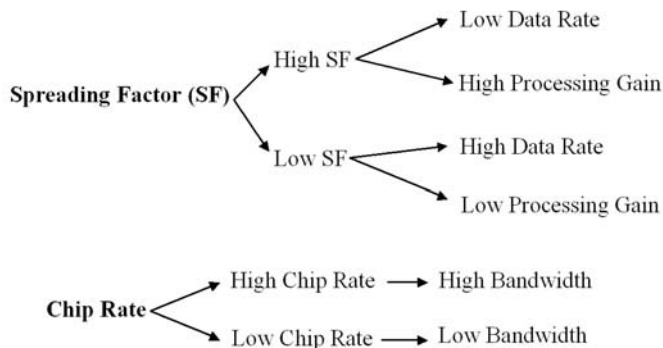 Low Data Rate
High SF
High Processing Gain
Spreading Factor (SF)
High Data Rate
Low SF
Low Processing Gain
High Chip Rate
High Bandwidth
Chip Rate
Low Chip Rate
Low Bandwidth